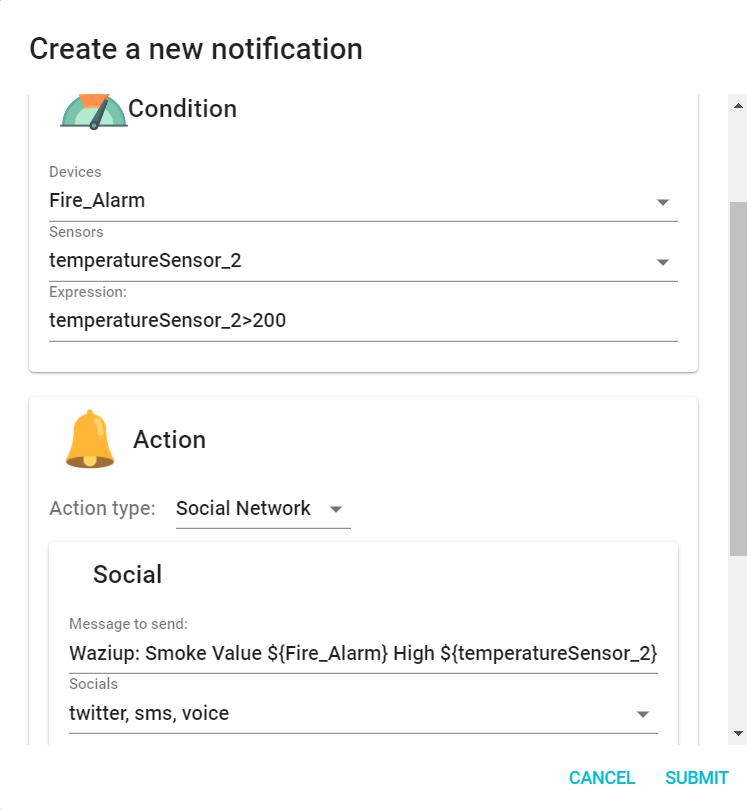 Create a new notification
Condition
Devices
Fire_Alarm
Sensors
temperatureSensor_2
Expression:
temperatureSensor_2>200
Action
Action type: Social Network
Social
Message to send:
Waziup: Smoke Value ${Fire_Alarm} High ${temperatureSensor_2}
Socials
twitter, sms, voice
CANCEL SUBMIT